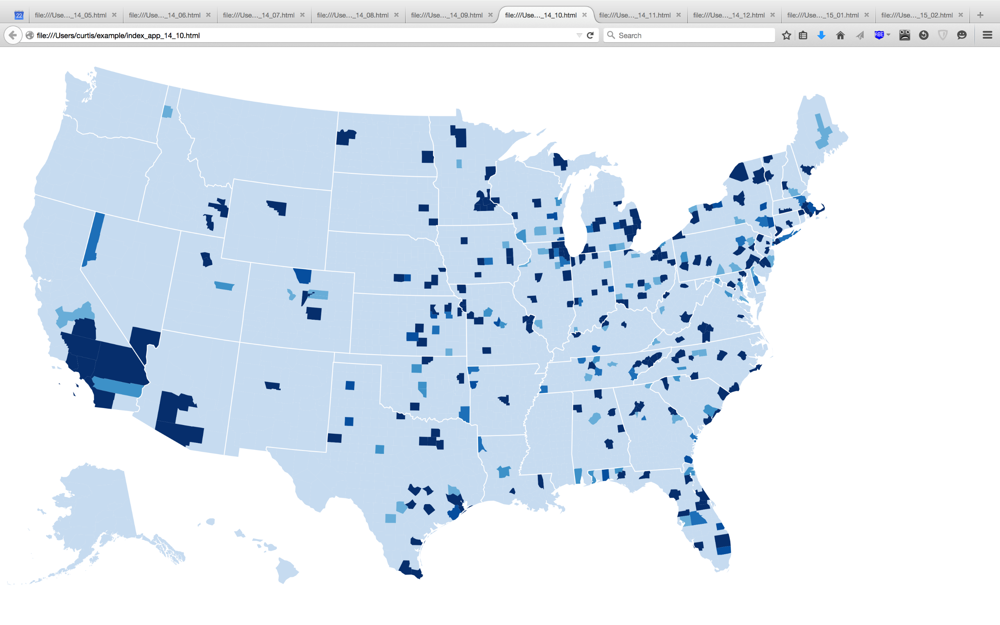 22 file:///Use..._14_05.html file:///Use..._14_06.html file:///Use..._14_07.html file:///Use..._14_08.html file:///Use..._14_09.html file:///Use..._14_10.html file:///Use..._14_11.html file:///Use..._14_12.html file:///Use..._15_01.html file:///Use..._15_02.html
file:///Users/curtis/example/index_app_14_10.html Search ABE